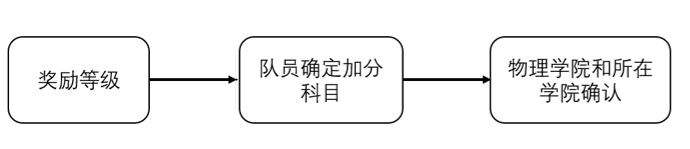 奖励等级
队员确定加分
科目
物理学院和所在
学院确认